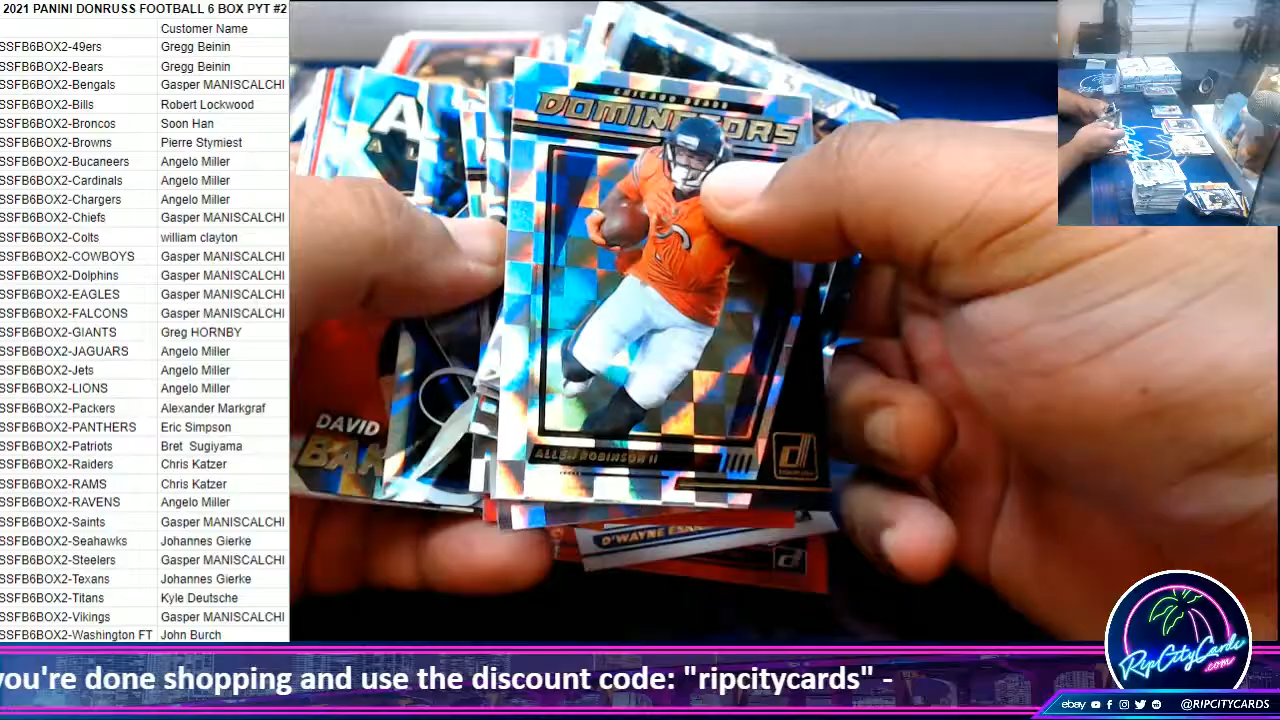 2021 PANINI DONRUSS FOOTBALL 6 BOX PYT #2
Customer Name
SSFB6BOX2-49ers Gregg Beinin
SSFB6BOX2-Bears Gregg Beinin
SSFB6BOX2-Bengals Gasper MANISCALCHI
SSFB6BOX2-Bills Robert Lockwood
SSFB6BOX2-Broncos Soon Han
SSFB6BOX2-Browns Pierre Stymiest
SSFB6BOX2-Bucaneers Angelo Miller
SSFB6BOX2-Cardinals Angelo Miller
SSFB6BOX2-Chargers Angelo Miller
SSFB6BOX2-Chiefs Gasper MANISCALCHI
SSFB6BOX2-Colts william clayton
SSFB6BOX2-COWBOYS Gasper MANISCALCHI
SSFB6BOX2-Dolphins Gasper MANISCALCHI
SSFB6BOX2-EAGLES Gasper MANISCALCHI
SSFB6BOX2-FALCONS Gasper MANISCALCHI
SSFB6BOX2-GIANTS Greg HORNBY
SSFB6BOX2-JAGUARS Angelo Miller
SSFB6BOX2-Jets Angelo Miller
SSFB6BOX2-LIONS Angelo Miller
SSFB6BOX2-Packers Alexander Markgraf
SSFB6BOX2-PANTHERS Eric Simpson
SSFB6BOX2-Patriots Bret Sugiyama
SSFB6BOX2-Raiders Chris Katzer
SSFB6BOX2-RAMS Chris Katzer
SSFB6BOX2-RAVENS Angelo Miller
SSFB6BOX2-Saints Gasper MANISCALCHI
SSFB6BOX2-Seahawks Johannes Gierke
SSFB6BOX2-Steelers Gasper MANISCALCHI
SSFB6BOX2-Texans Johannes Gierke
SSFB6BOX2-Titans Kyle Deutsche
SSFB6BOX2-Vikings Gasper MANISCALCHI
SSFB6BOX2-Washington FT John Burch
CHICAGO BEARS
DOMINATORS
ALLEN ROBINSON II
DAVID
D'WAYNE
RipCityCards
.com
you're done shopping and use the discount code: "ripcitycards" -
ebay @RIPCITYCARDS